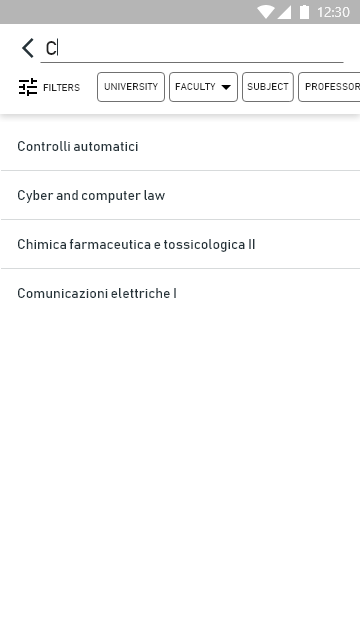 12:30
C
FILTERS UNIVERSITY FACULTY SUBJECT PROFESSOR
Controlli automatici
Cyber and computer law
Chimica farmaceutica e tossicologica II
Comunicazioni elettriche I